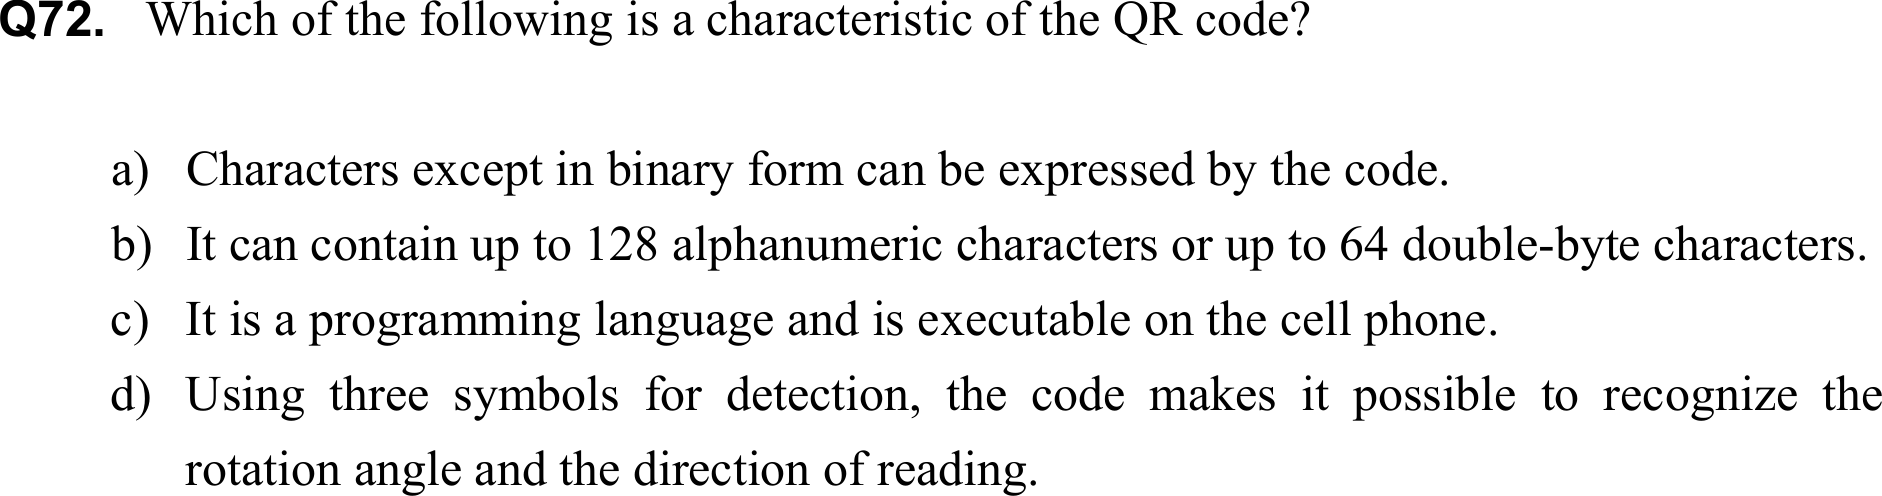 Q72. Which of the following is a characteristic of the QR code?
a) Characters except in binary form can be expressed by the code.
b) It can contain up to 128 alphanumeric characters or up to 64 double-byte characters.
c) It is a programming language and is executable on the cell phone.
d) Using three symbols for detection, the code makes it possible to recognize the
rotation angle and the direction of reading.